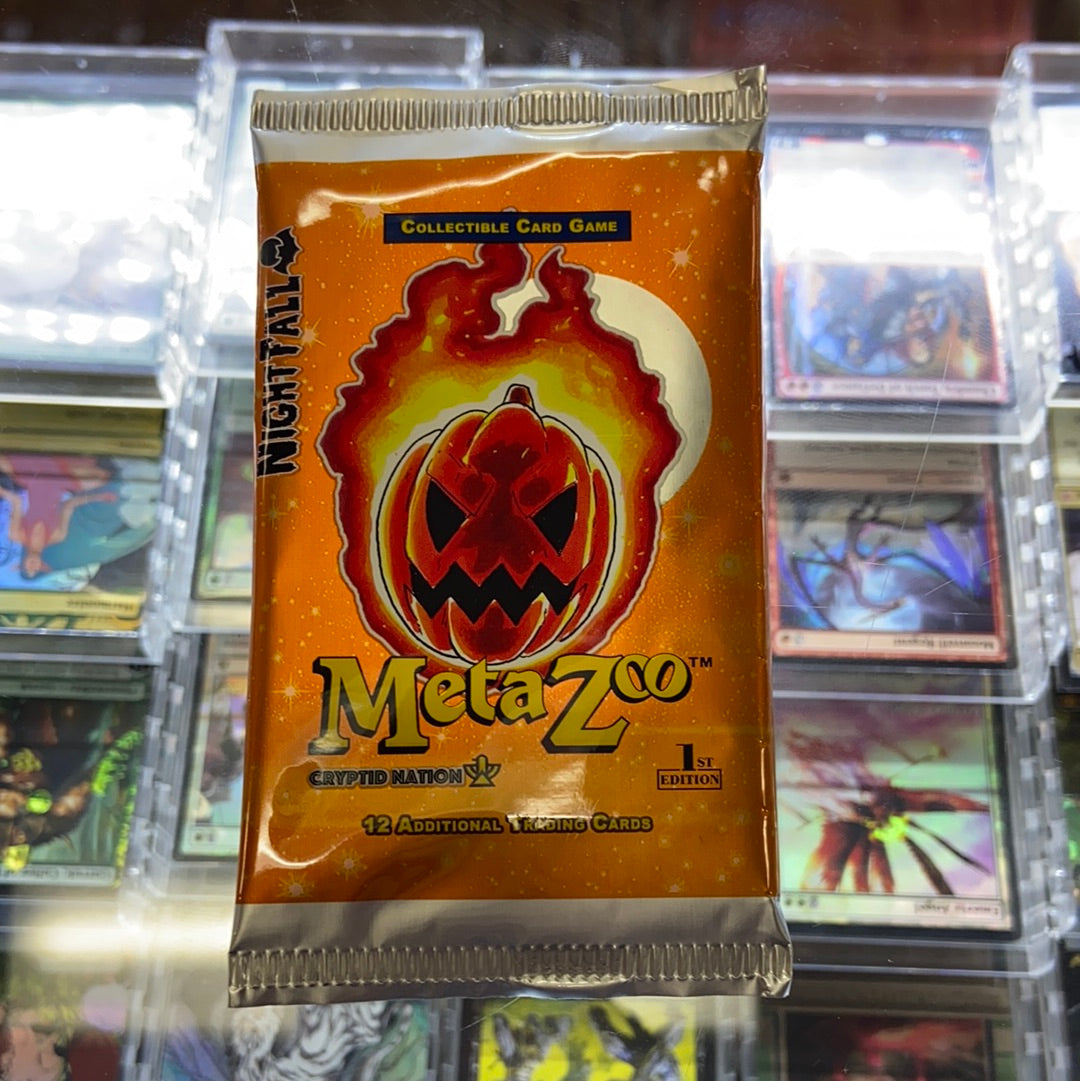 COLLECTIBLE CARD GAME
NIGHTFALL
MetaZoo™
CRYPTID NATION
1ST
EDITION
12 ADDITIONAL TRADING CARDS